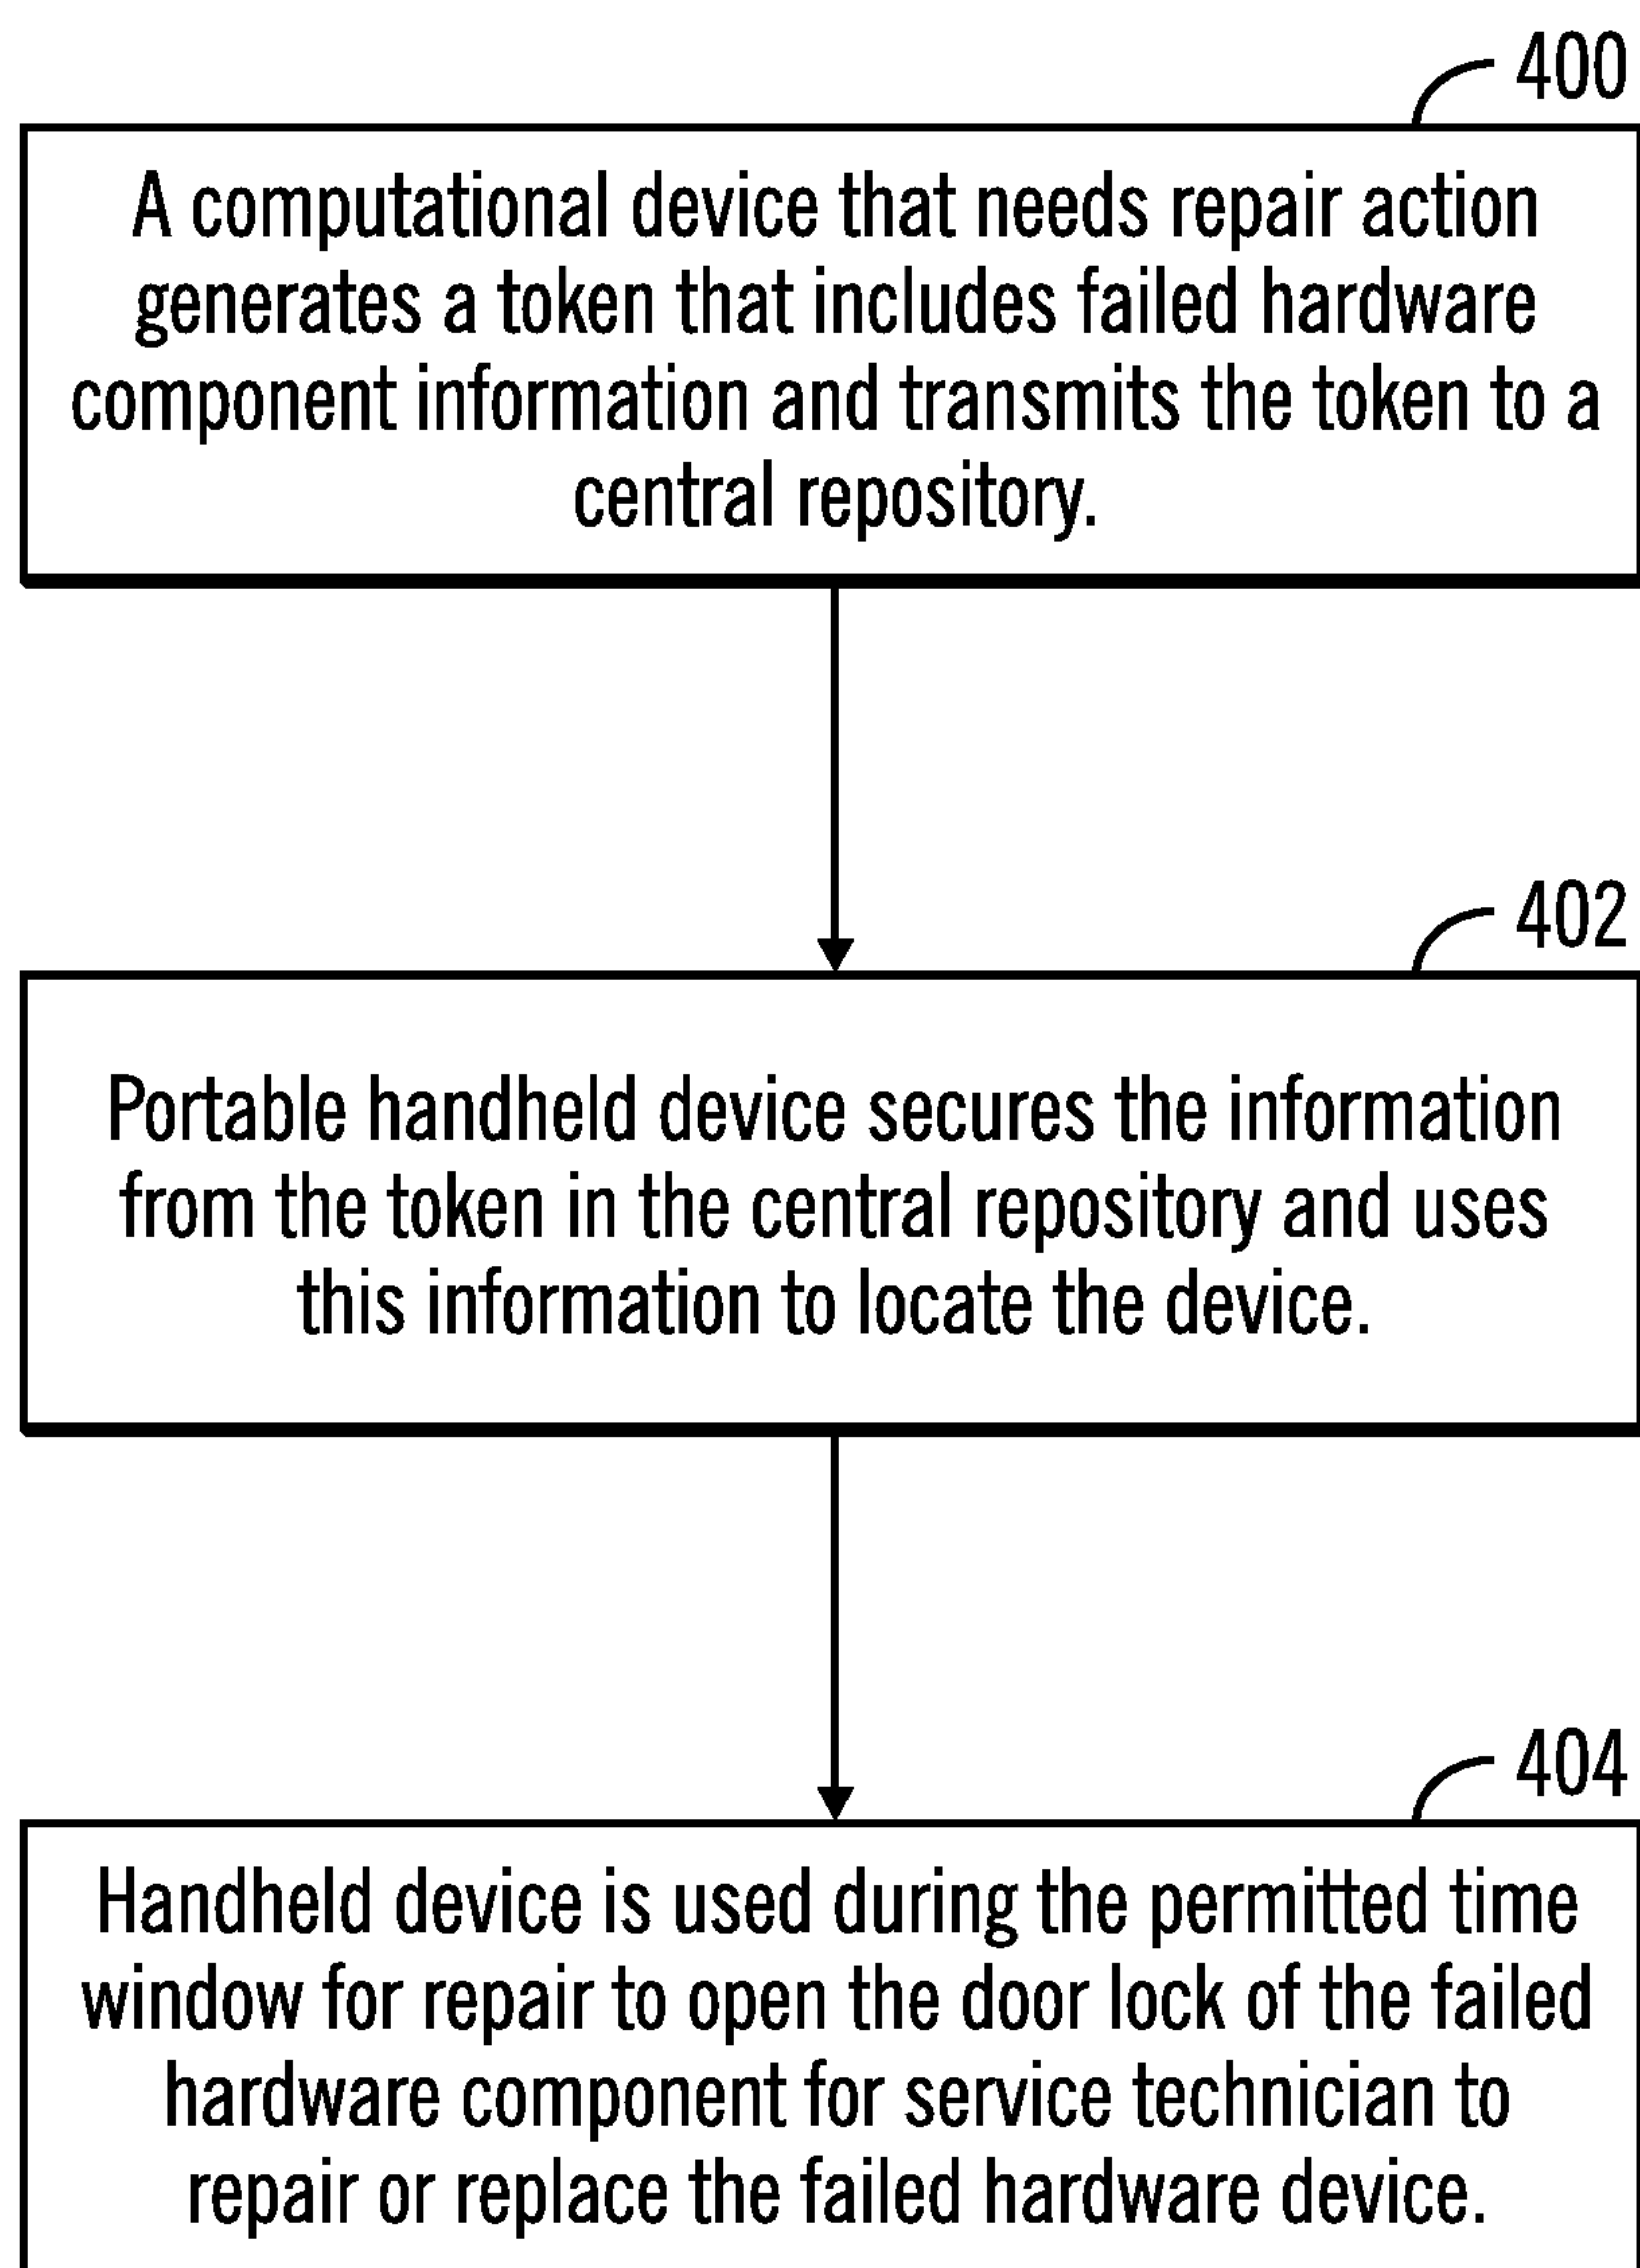 400
A computational device that needs repair action
generates a token that includes failed hardware
component information and transmits the token to a
central repository.
402
Portable handheld device secures the information
from the token in the central repository and uses
this information to locate the device.
404
Handheld device is used during the permitted time
window for repair to open the door lock of the failed
hardware component for service technician to
repair or replace the failed hardware device.